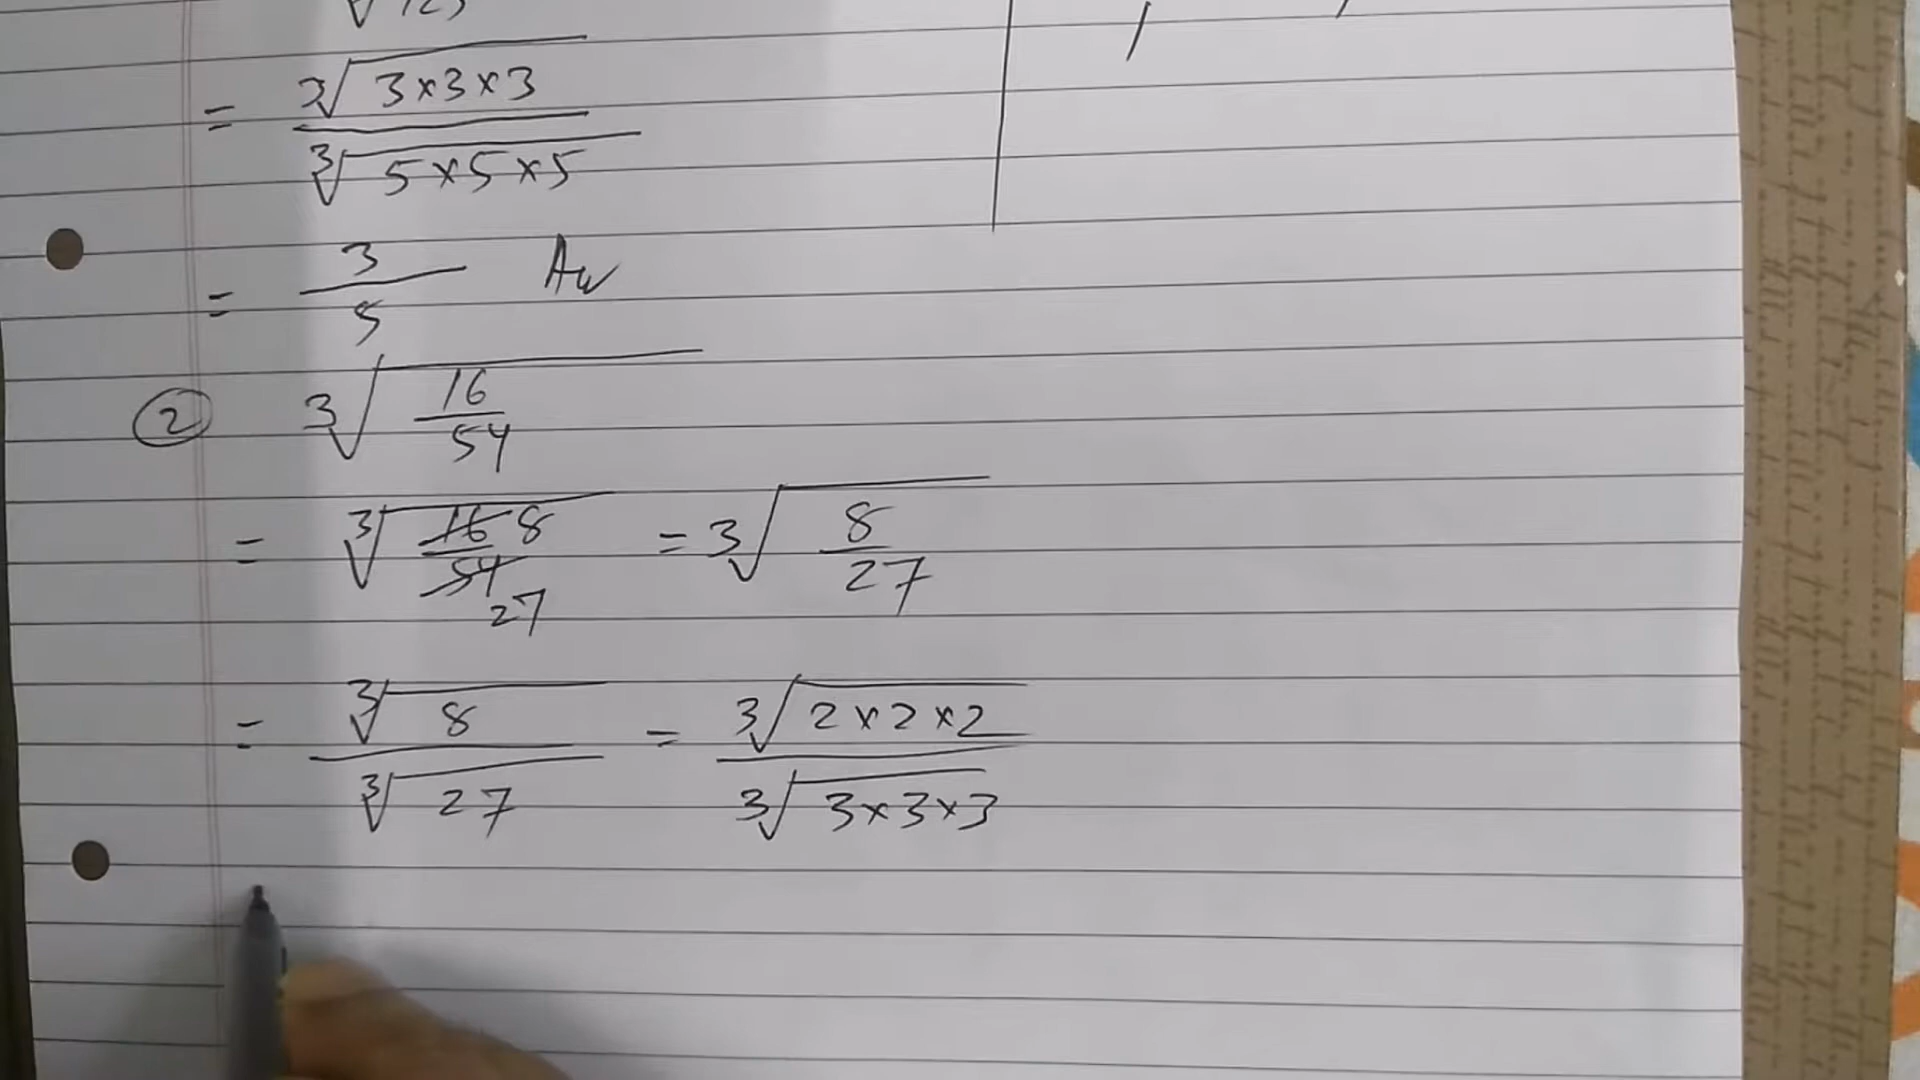 = ∛(3×3×3) / ∛(5×5×5)
= 3/5
② ∛(16/54)
= ∛(16 8 / 54 27) = ∛(8/27)
= ∛8 / ∛27 = ∛(2×2×2) / ∛(3×3×3)